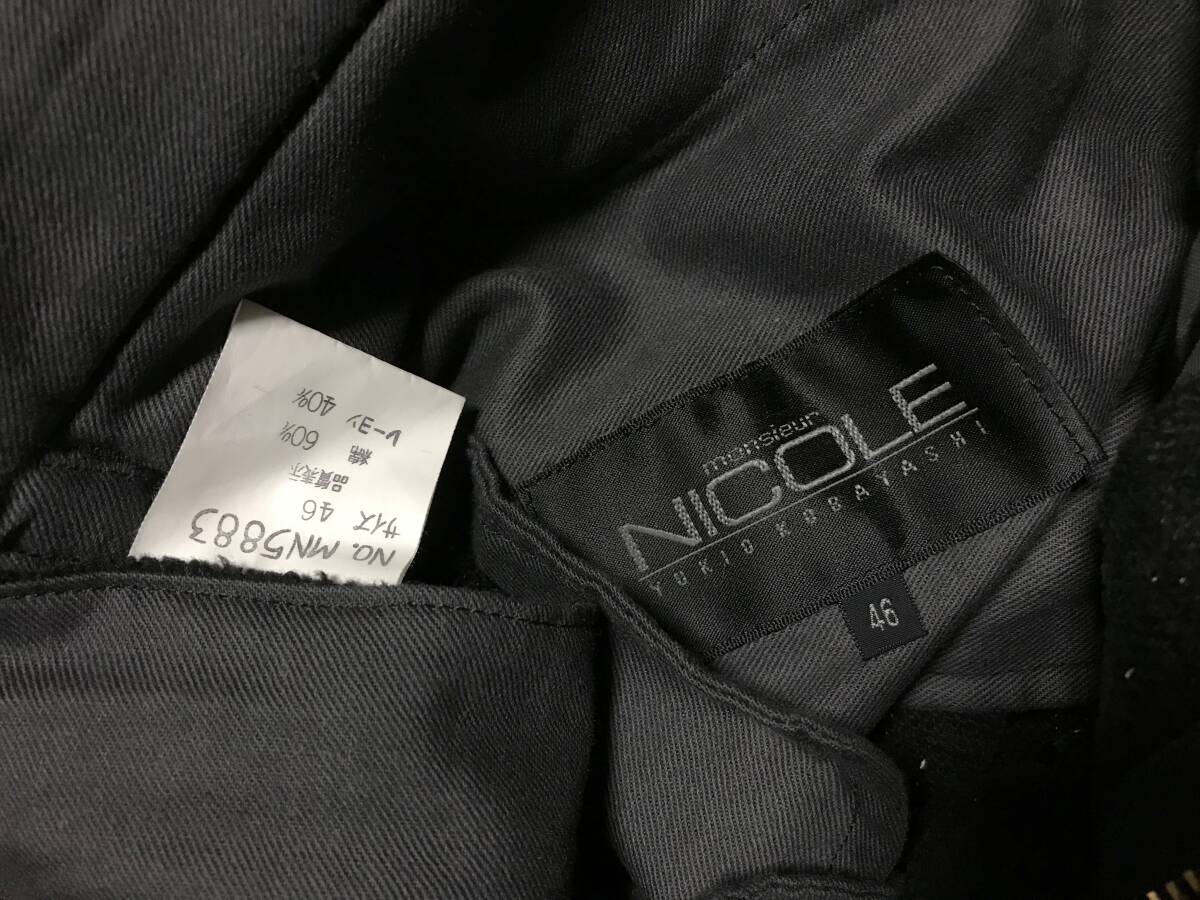 NO. MN5883
サイズ 46
品質表示
綿 60%
レーヨン 40%
monsieur
NICOLE
YUKIO KOBAYASHI
46